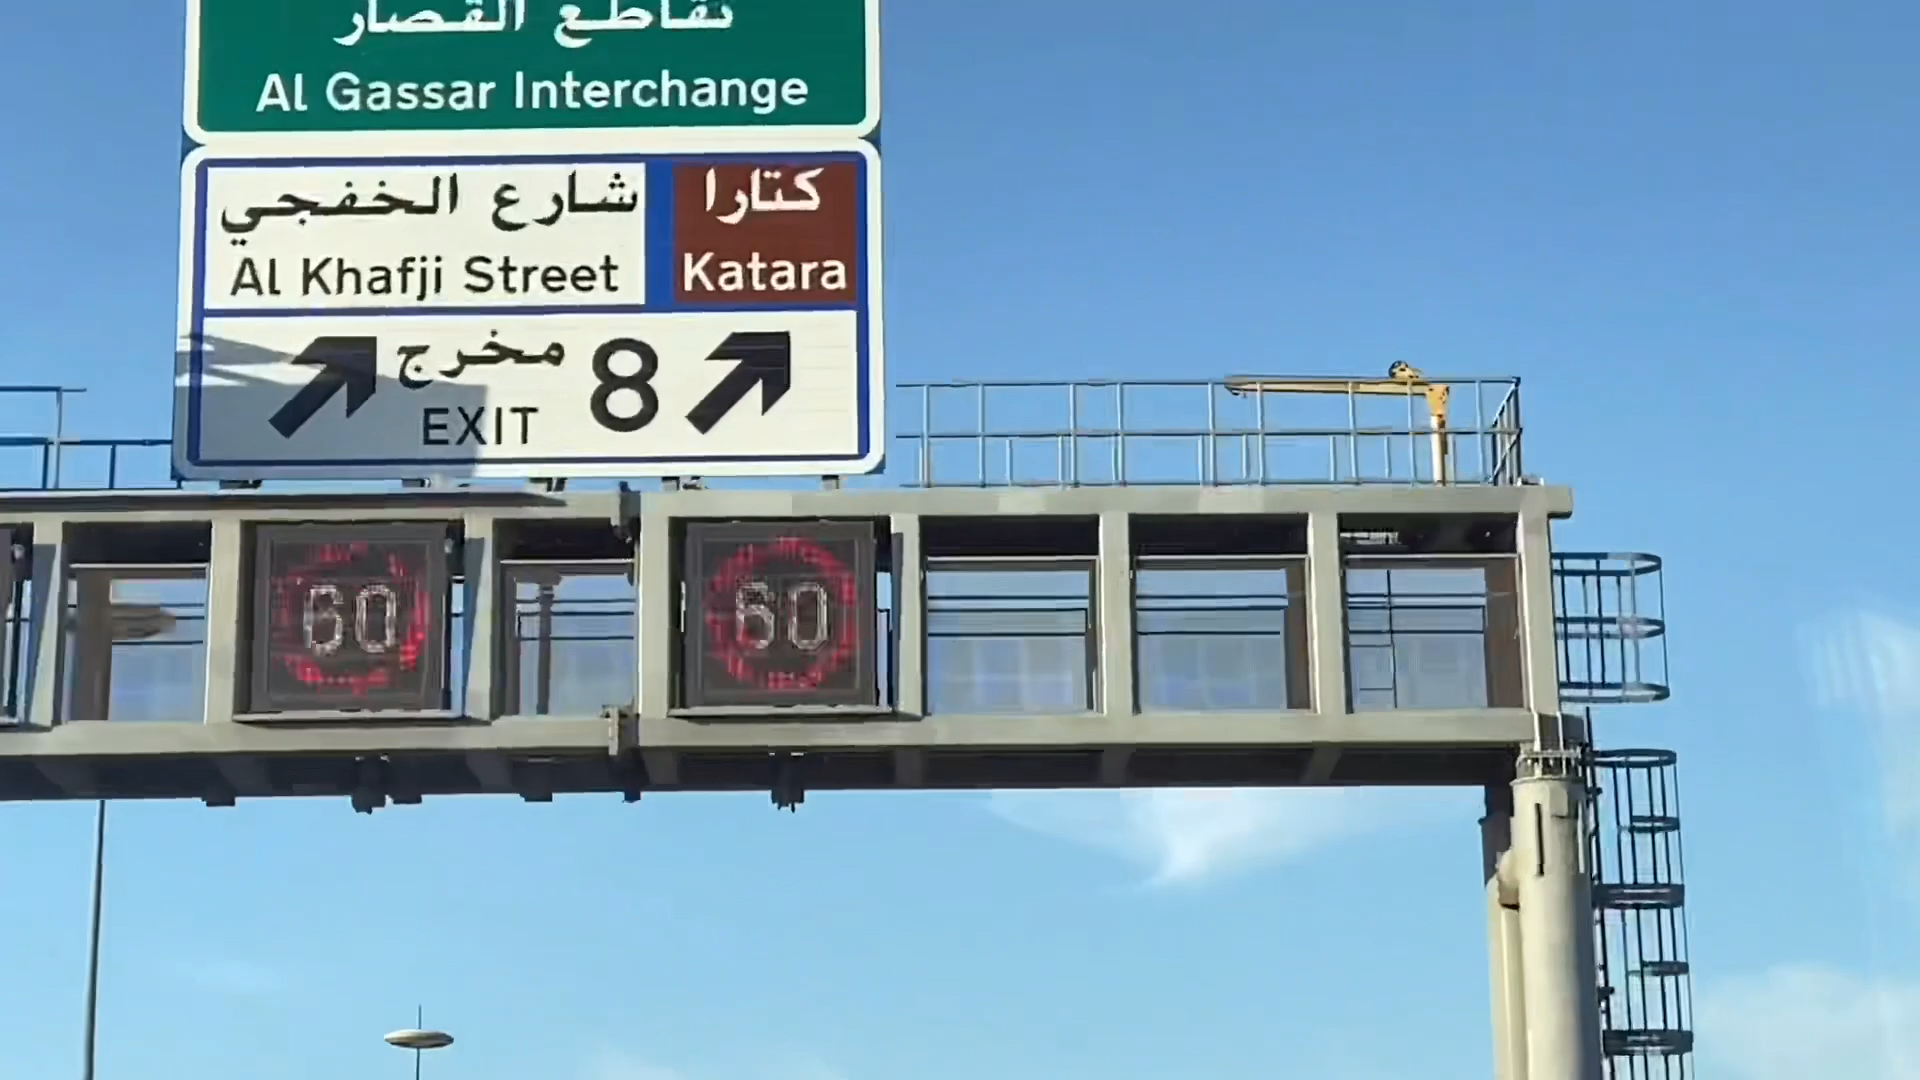 تقاطع القصار
Al Gassar Interchange
شارع الخفجي
Al Khafji Street
كتارا
Katara
مخرج
EXIT
8
60
60